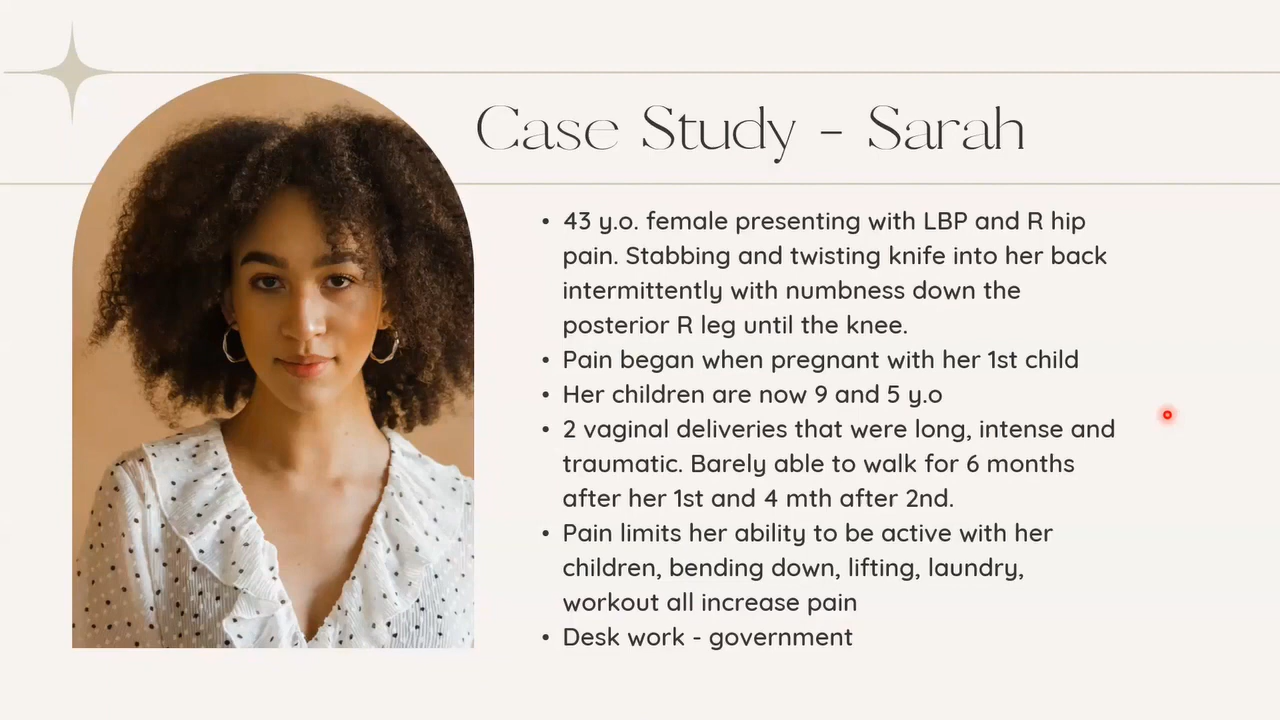 Case Study - Sarah
• 43 y.o. female presenting with LBP and R hip
pain. Stabbing and twisting knife into her back
intermittently with numbness down the
posterior R leg until the knee.
• Pain began when pregnant with her 1st child
• Her children are now 9 and 5 y.o
• 2 vaginal deliveries that were long, intense and
traumatic. Barely able to walk for 6 months
after her 1st and 4 mth after 2nd.
• Pain limits her ability to be active with her
children, bending down, lifting, laundry,
workout all increase pain
• Desk work - government